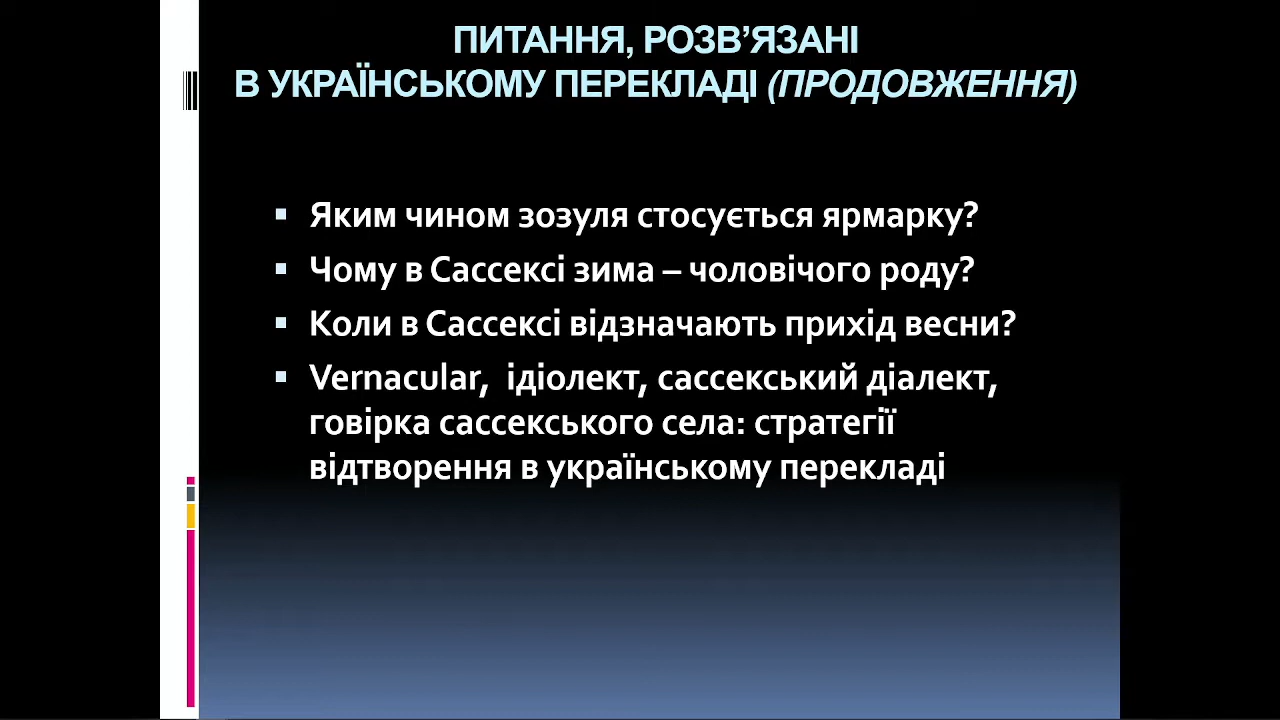 ПИТАННЯ, РОЗВ’ЯЗАНІ
В УКРАЇНСЬКОМУ ПЕРЕКЛАДІ (ПРОДОВЖЕННЯ)
▪ Яким чином зозуля стосується ярмарку?
▪ Чому в Сассексі зима – чоловічого роду?
▪ Коли в Сассексі відзначають прихід весни?
▪ Vernacular, ідіолект, сассекський діалект,
говірка сассекського села: стратегії
відтворення в українському перекладі